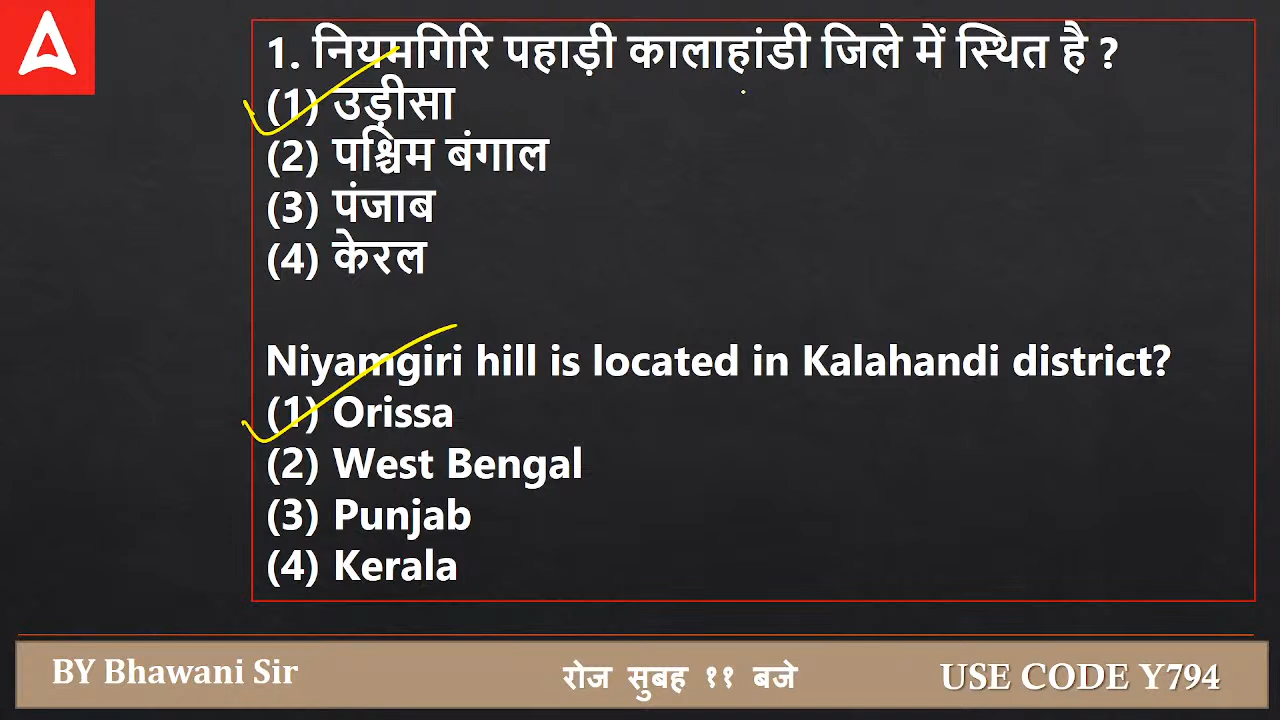 1. नियमगिरि पहाड़ी कालाहांडी जिले में स्थित है ?
(1) उड़ीसा
(2) पश्चिम बंगाल
(3) पंजाब
(4) केरल
Niyamgiri hill is located in Kalahandi district?
(1) Orissa
(2) West Bengal
(3) Punjab
(4) Kerala
BY Bhawani Sir रोज सुबह ११ बजे USE CODE Y794